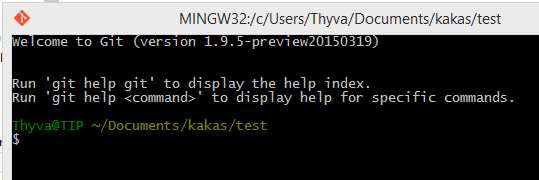 MINGW32:/c/Users/Thyva/Documents/kakas/test
Welcome to Git (version 1.9.5-preview20150319)
Run 'git help git' to display the help index.
Run 'git help <command>' to display help for specific commands.
Thyva@TIP ~/Documents/kakas/test
$